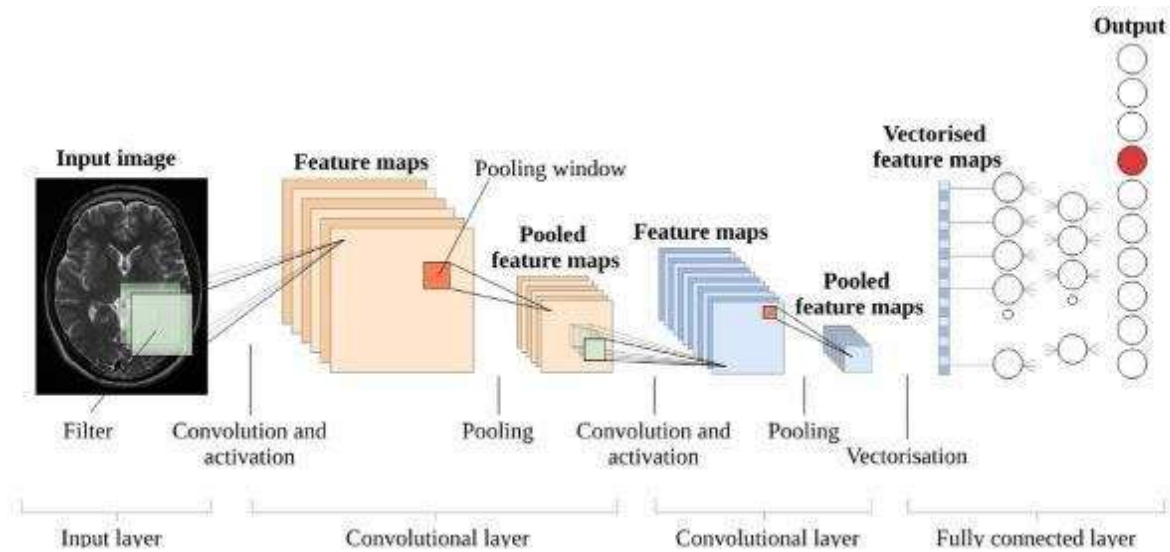 Output
Vectorised
feature maps
Input image
Feature maps
Pooling window
Pooled
feature maps
Feature maps
Pooled
feature maps
Filter
Convolution and
activation
Pooling
Convolution and
activation
Pooling
Vectorisation
Input layer
Convolutional layer
Convolutional layer
Fully connected layer